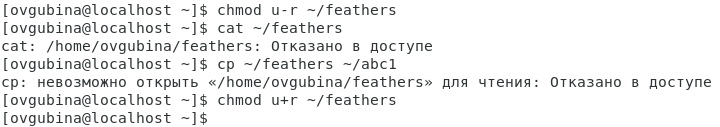 [ovgubina@localhost ~]$ chmod u-r ~/feathers
[ovgubina@localhost ~]$ cat ~/feathers
cat: /home/ovgubina/feathers: Отказано в доступе
[ovgubina@localhost ~]$ cp ~/feathers ~/abc1
cp: невозможно открыть «/home/ovgubina/feathers» для чтения: Отказано в доступе
[ovgubina@localhost ~]$ chmod u+r ~/feathers
[ovgubina@localhost ~]$